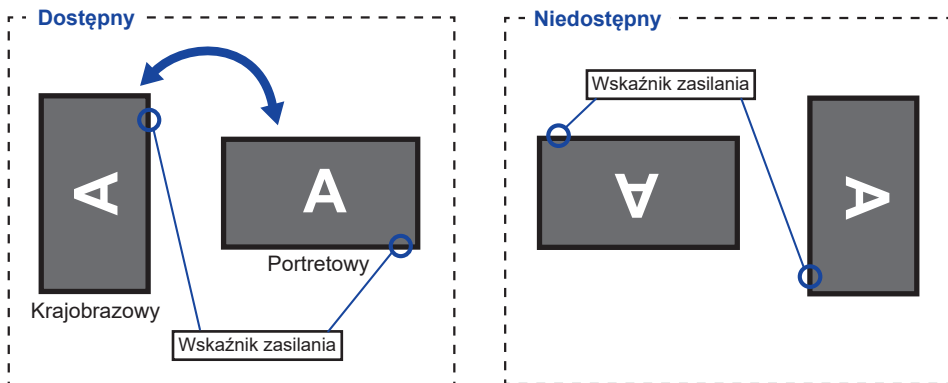 Dostępny
A
A
Krajobrazowy
Portretowy
Wskaźnik zasilania
Niedostępny
Wskaźnik zasilania
A
A